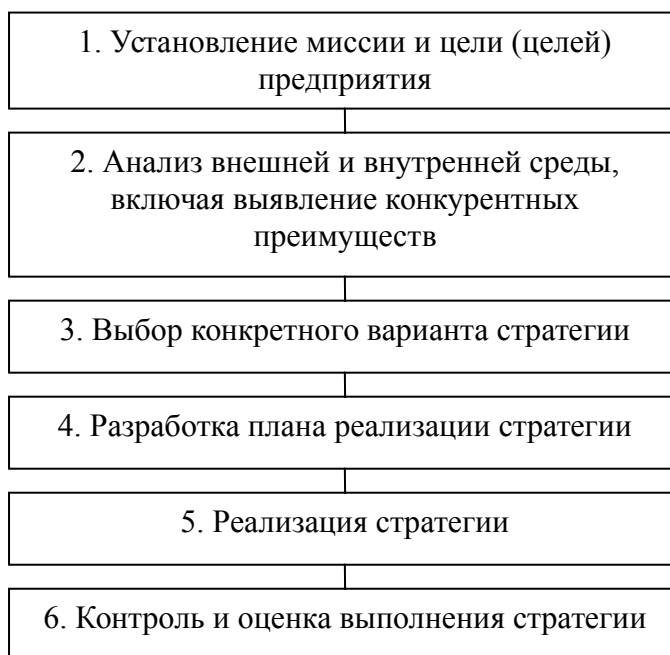 1. Установление миссии и цели (целей)
предприятия
2. Анализ внешней и внутренней среды,
включая выявление конкурентных
преимуществ
3. Выбор конкретного варианта стратегии
4. Разработка плана реализации стратегии
5. Реализация стратегии
6. Контроль и оценка выполнения стратегии